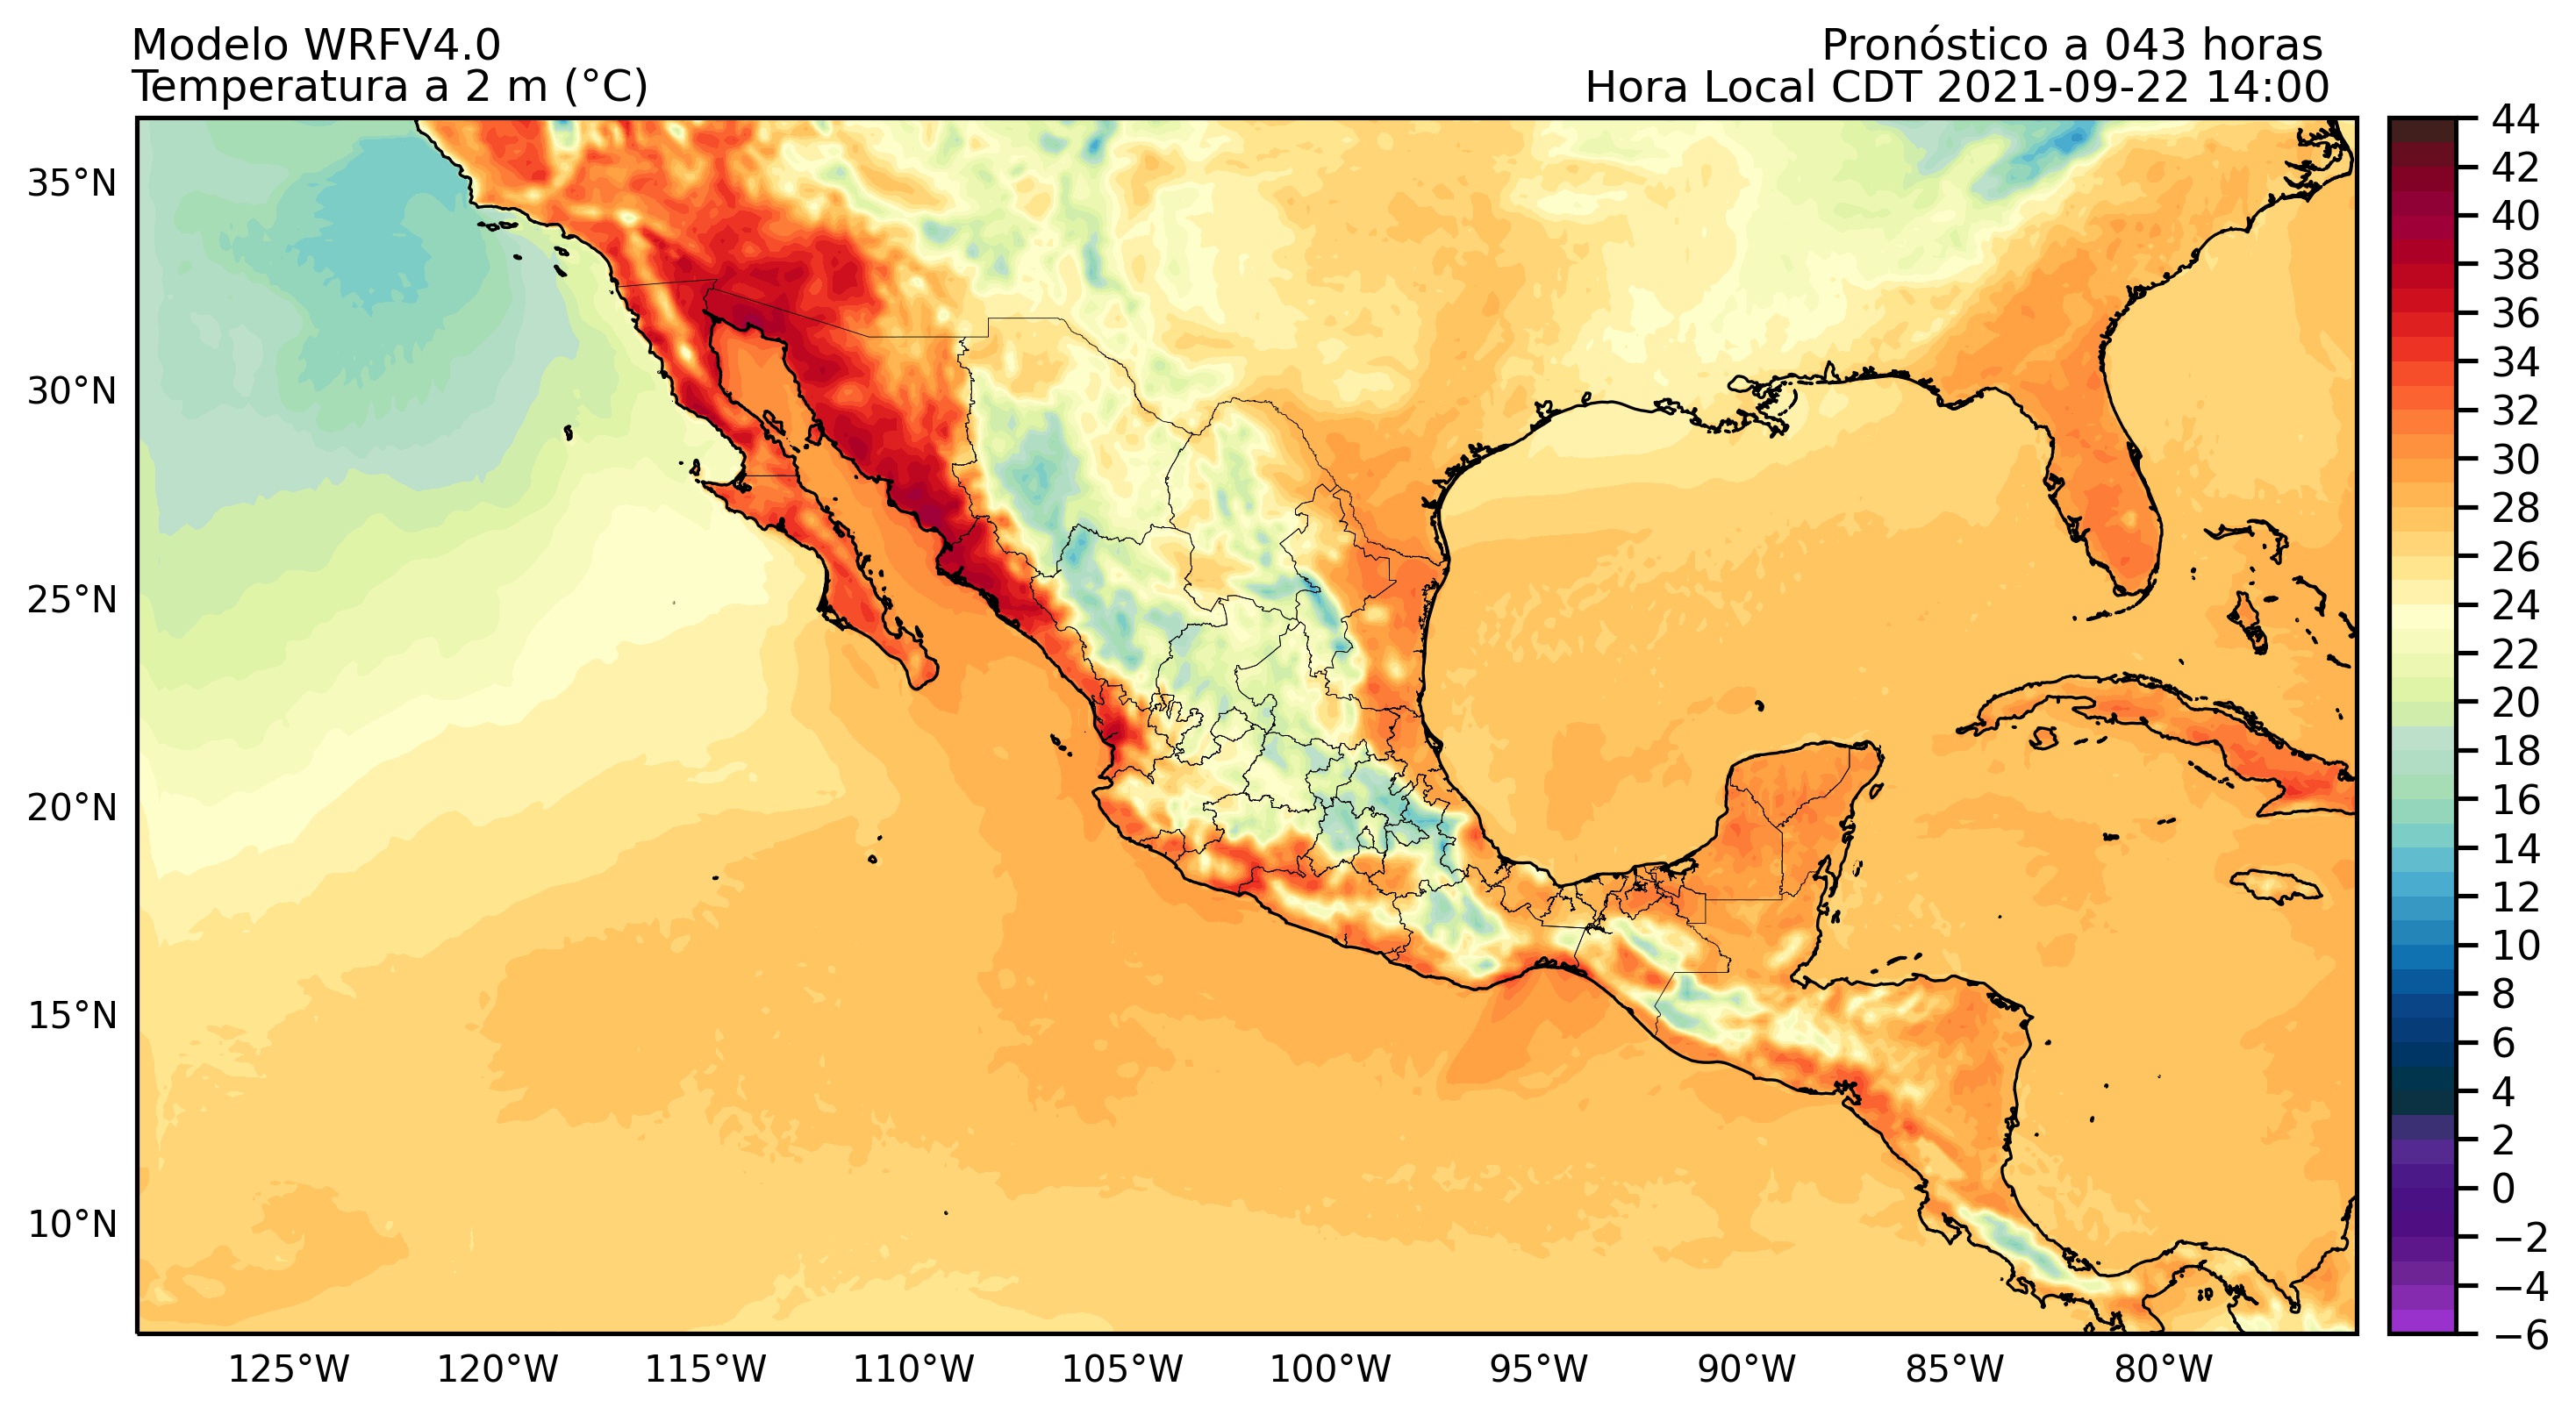 Modelo WRFV4.0
Pronóstico a 043 horas
Temperatura a 2 m (°C)
Hora Local CDT 2021-09-22 14:00
35°N
30°N
25°N
20°N
15°N
10°N
125°W
120°W
115°W
110°W
105°W
100°W
95°W
90°W
85°W
80°W
44
42
40
38
36
34
32
30
28
26
24
22
20
18
16
14
12
10
8
6
4
2
0
−2
−4
−6